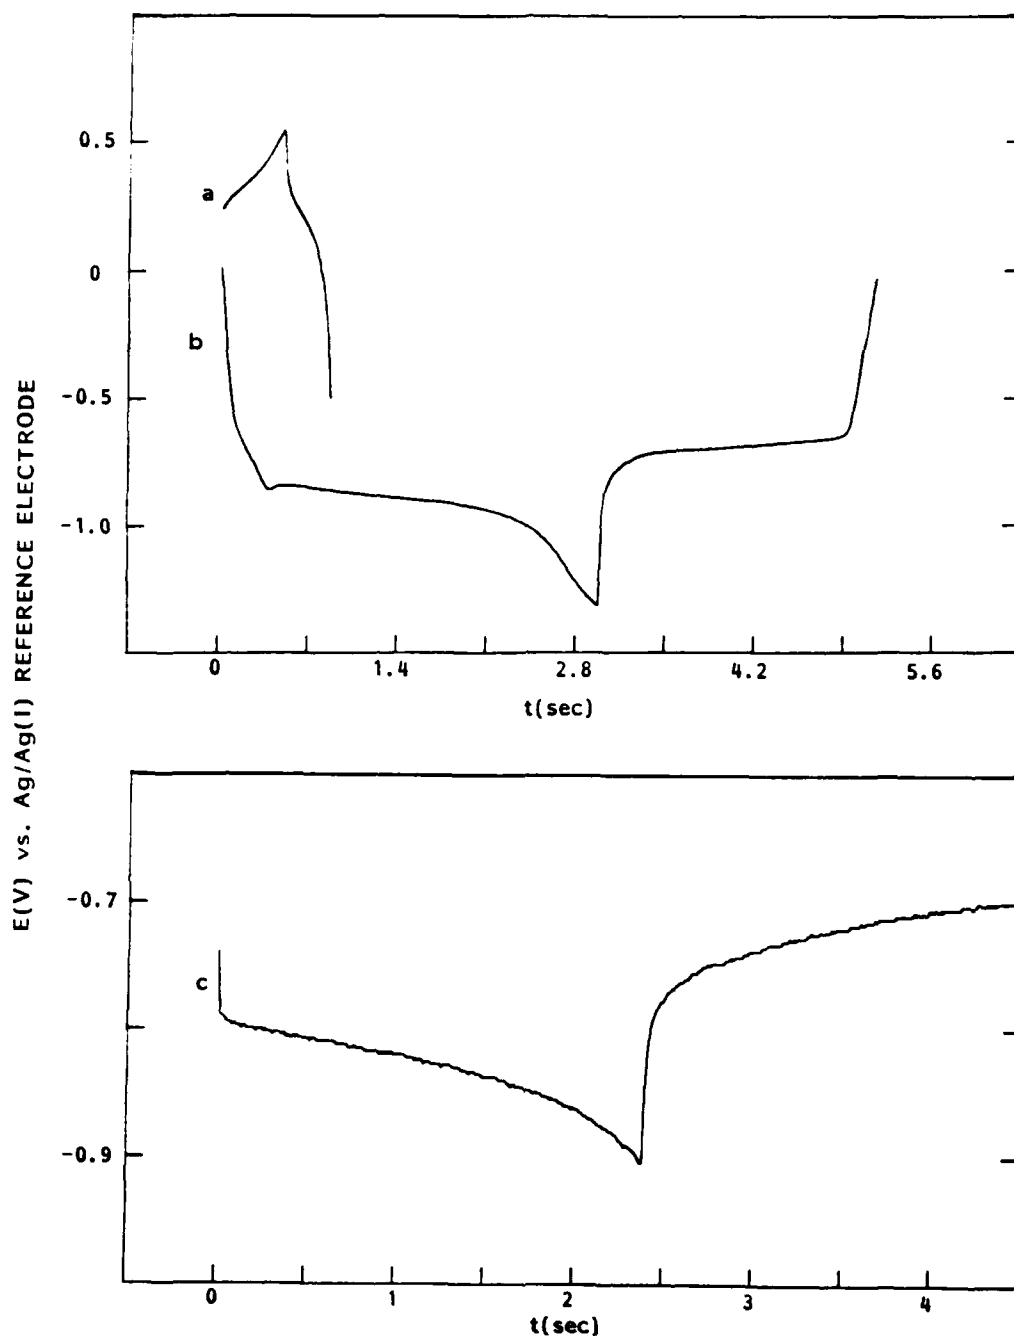 E(V) vs. Ag/Ag(I) REFERENCE ELECTRODE
0.5
a
0
b
-0.5
-1.0
0 1.4 2.8 4.2 5.6
t(sec)
-0.7
c
-0.9
0 1 2 3 4
t(sec)